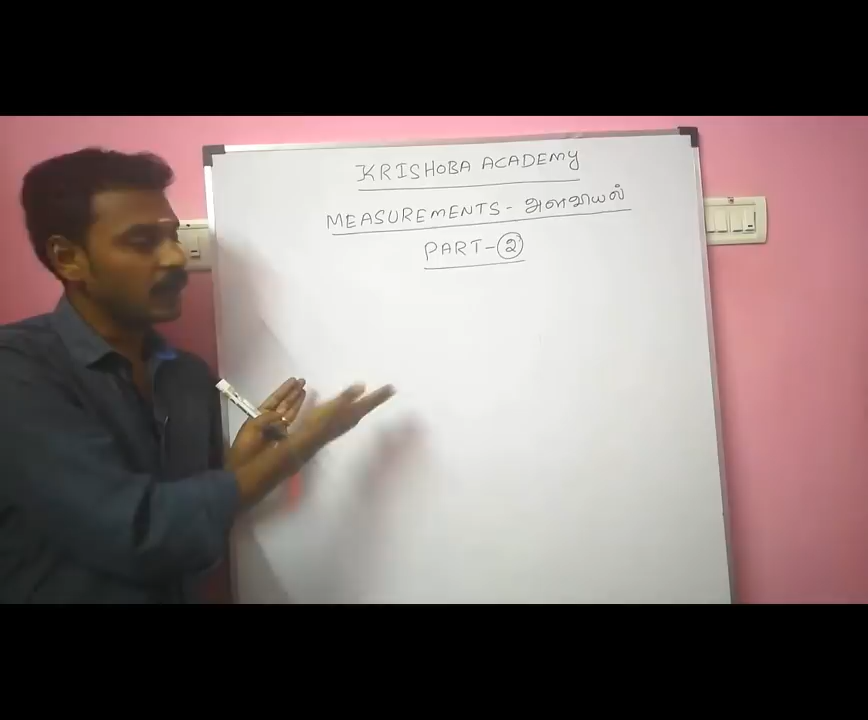 KRISHOBA ACADEMY
MEASUREMENTS - அளவியல்
PART - 2